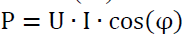 P = U · I · cos(φ)